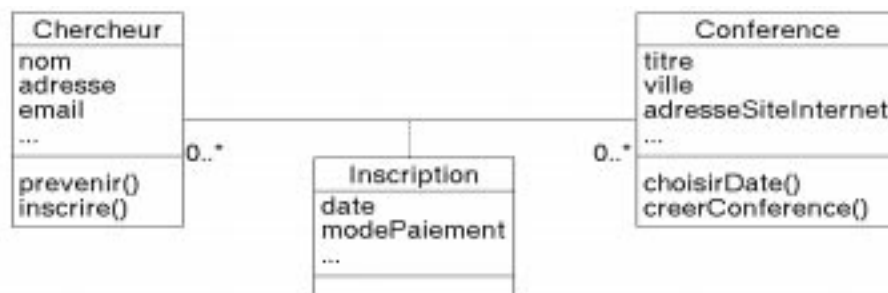 Chercheur
nom
adresse
email
...
prevenir()
inscrire()
0..*
Inscription
date
modePaiement
...
0..*
Conference
titre
ville
adresseSiteInternet
...
choisirDate()
creerConference()